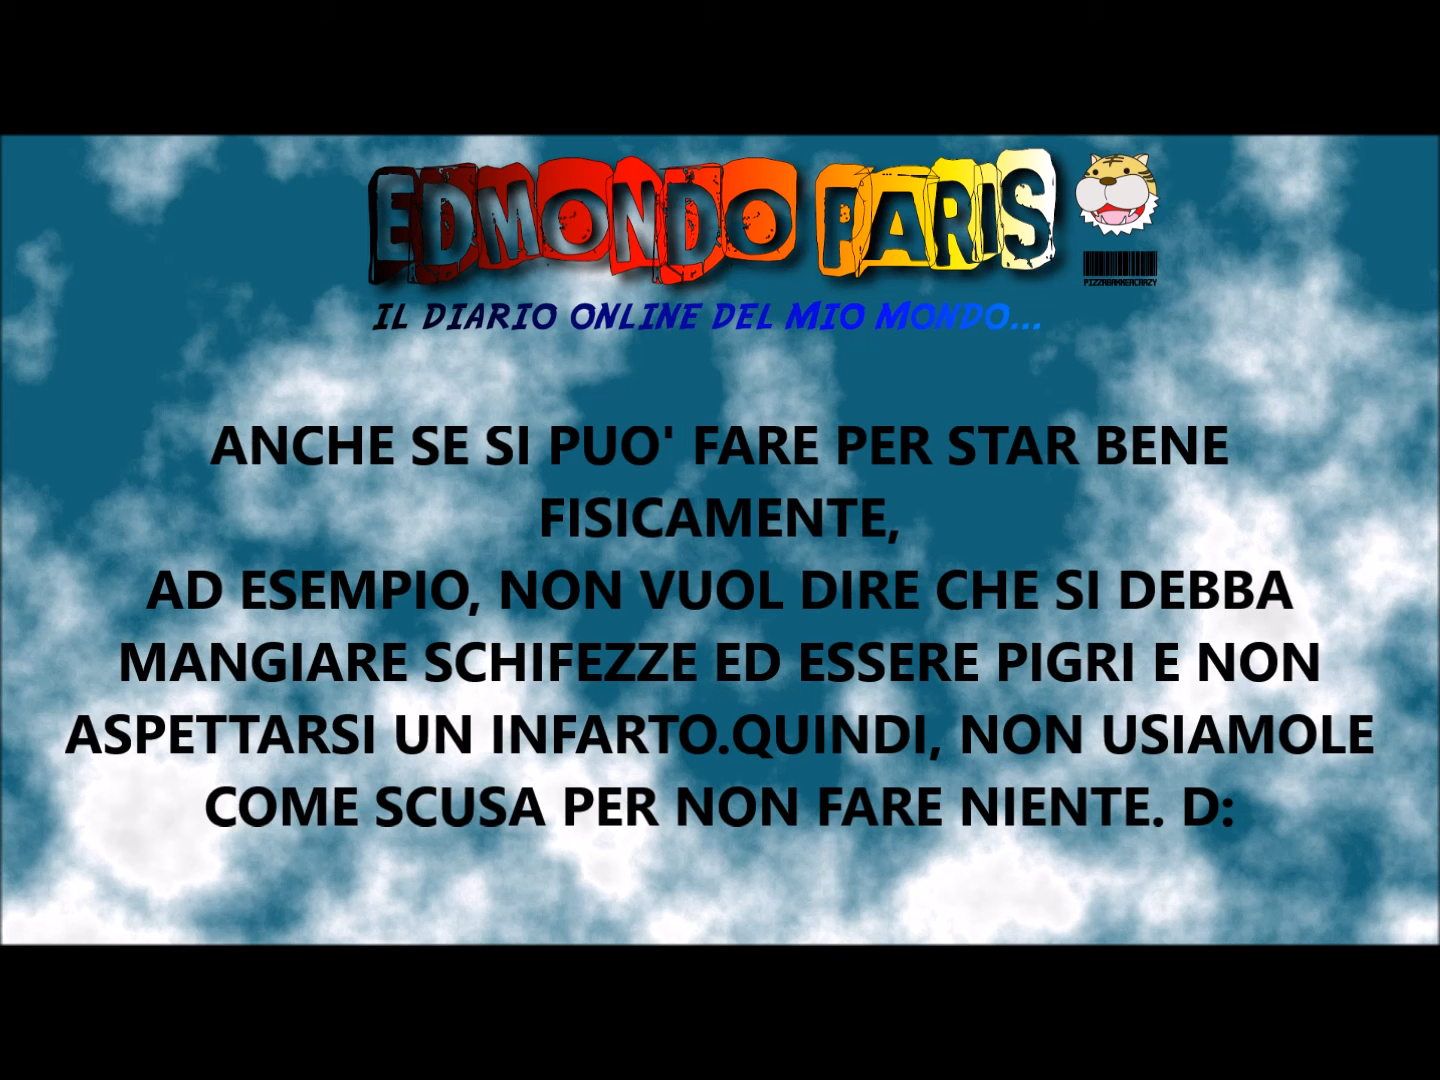 EDMONDO PARIS
PIZZABAKKERCRAZY
IL DIARIO ONLINE DEL MIO MONDO...
ANCHE SE SI PUO' FARE PER STAR BENE
FISICAMENTE,
AD ESEMPIO, NON VUOL DIRE CHE SI DEBBA
MANGIARE SCHIFEZZE ED ESSERE PIGRI E NON
ASPETTARSI UN INFARTO.QUINDI, NON USIAMOLE
COME SCUSA PER NON FARE NIENTE. D: